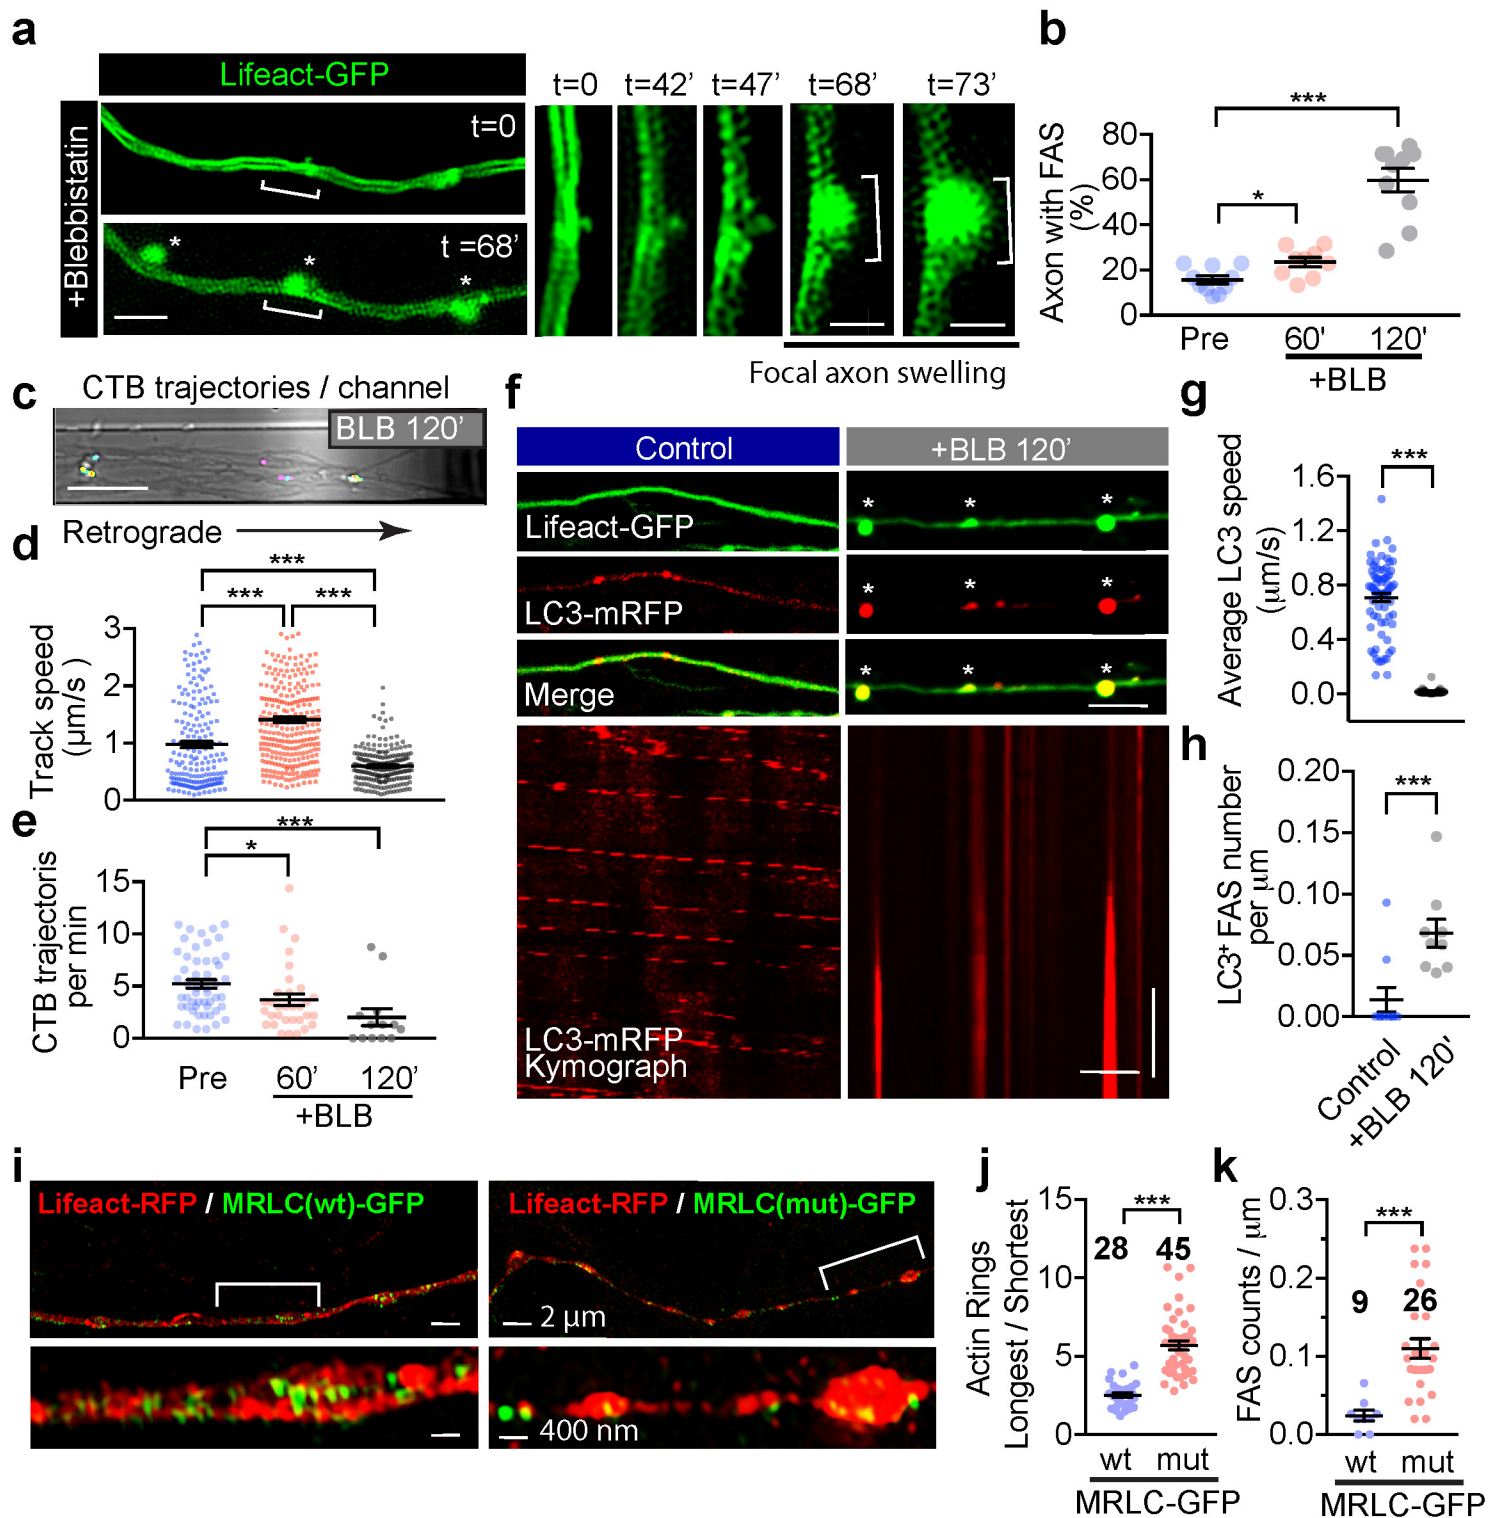 a
Lifeact-GFP
+Blebbistatin
t=0
*
*
*
t =68'
t=0
t=42'
t=47'
t=68'
t=73'
Focal axon swelling
b
Axon with FAS
(%)
80
60
40
20
0
***
*
Pre
60'
120'
+BLB
c
CTB trajectories / channel
BLB 120'
Retrograde
d
Track speed
(μm/s )
3
2
1
0
***
***
***
e
CTB trajectoris
per min
15
10
5
0
***
*
Pre
60'
120'
+BLB
f
Control
+BLB 120'
Lifeact-GFP
*
*
*
LC3-mRFP
*
*
*
Merge
*
*
*
LC3-mRFP
Kymograph
g
Average LC3 speed
(μm/s)
1.6
1.2
0.8
0.4
0.0
***
h
LC3⁺ FAS number
per μm
0.20
0.15
0.10
0.05
0.00
***
Control
+BLB 120'
i
Lifeact-RFP / MRLC(wt)-GFP
Lifeact-RFP / MRLC(mut)-GFP
2 μm
400 nm
j
Actin Rings
Longest / Shortest
15
10
5
0
***
28
45
wt
mut
MRLC-GFP
k
FAS counts / μm
0.3
0.2
0.1
0.0
***
9
26
wt
mut
MRLC-GFP